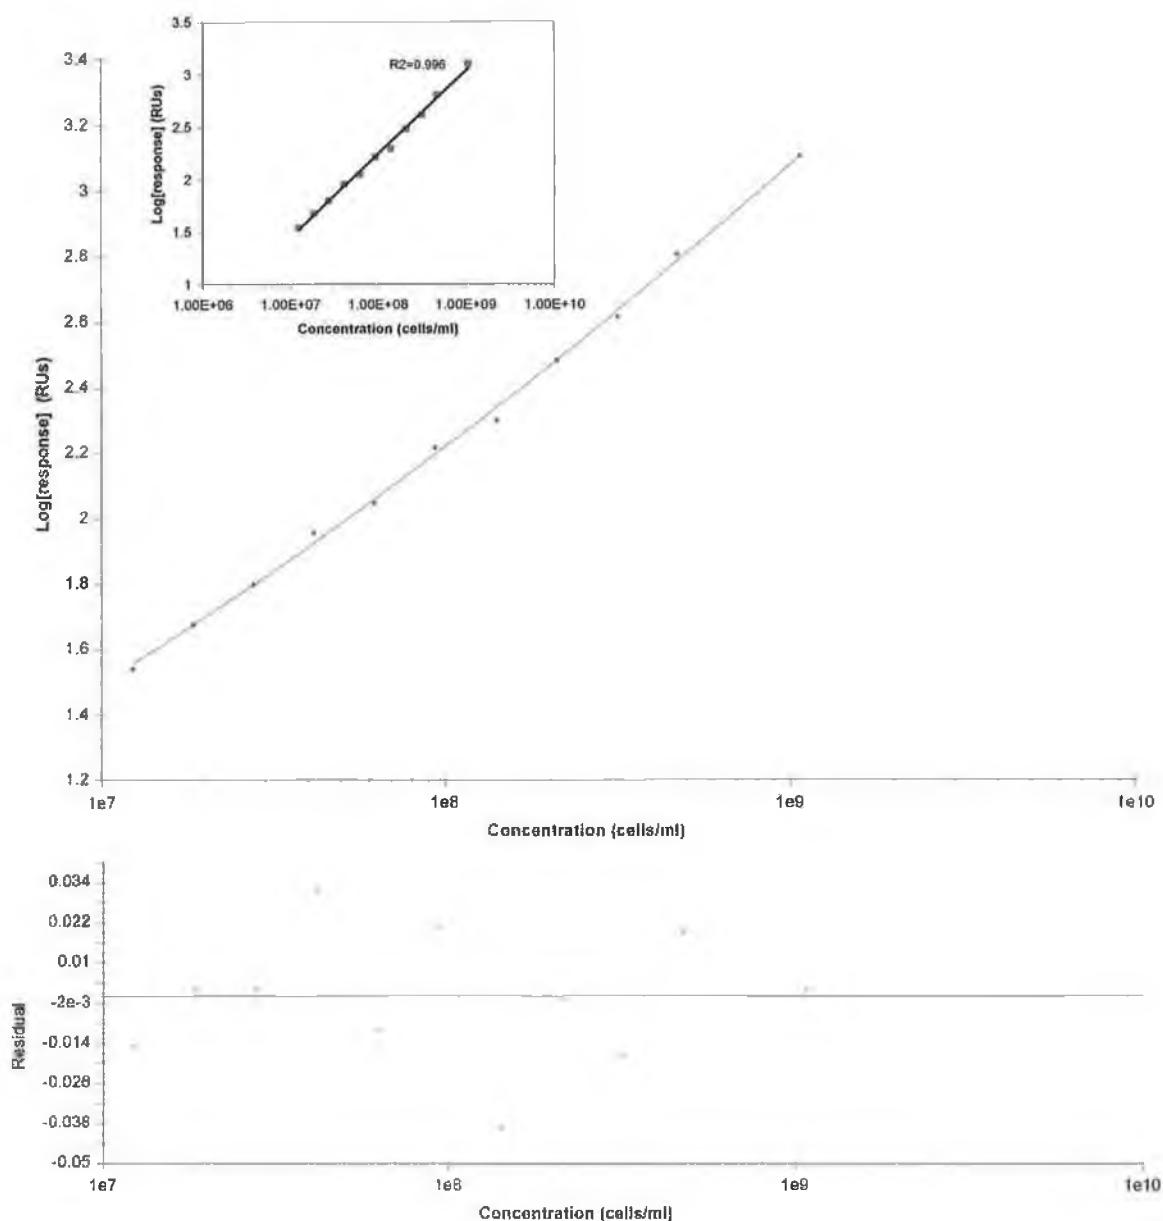 3.5
3
2.5
2
1.5
1
Log[response] (RUs)
R2=0.996
1.00E+06 1.00E+07 1.00E+08 1.00E+09 1.00E+10
Concentration (cells/ml)
3.4
3.2
3
2.8
2.6
2.4
2.2
2
1.8
1.6
1.4
1.2
Log[response] (RUs)
1e7 1e8 1e9 1e10
Concentration (cells/ml)
0.034
0.022
0.01
-2e-3
-0.014
-0.026
-0.038
-0.05
Residual
1e7 1e8 1e9 1e10
Concentration (cells/ml)